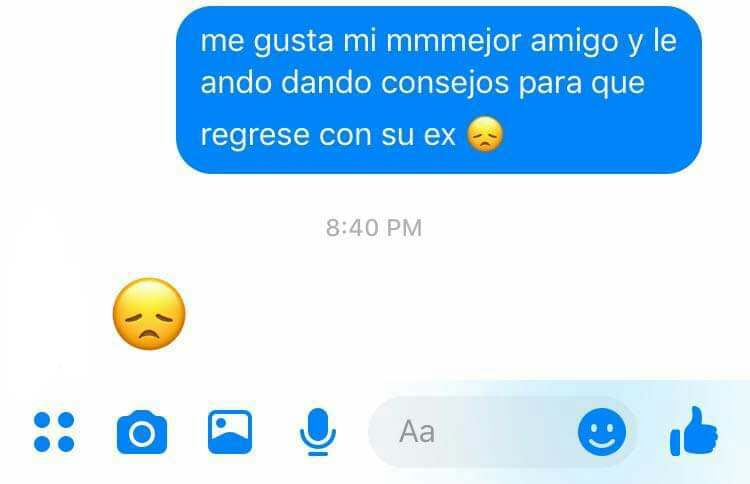 me gusta mi mmmejor amigo y le
ando dando consejos para que
regrese con su ex 😞
8:40 PM
😞
Aa